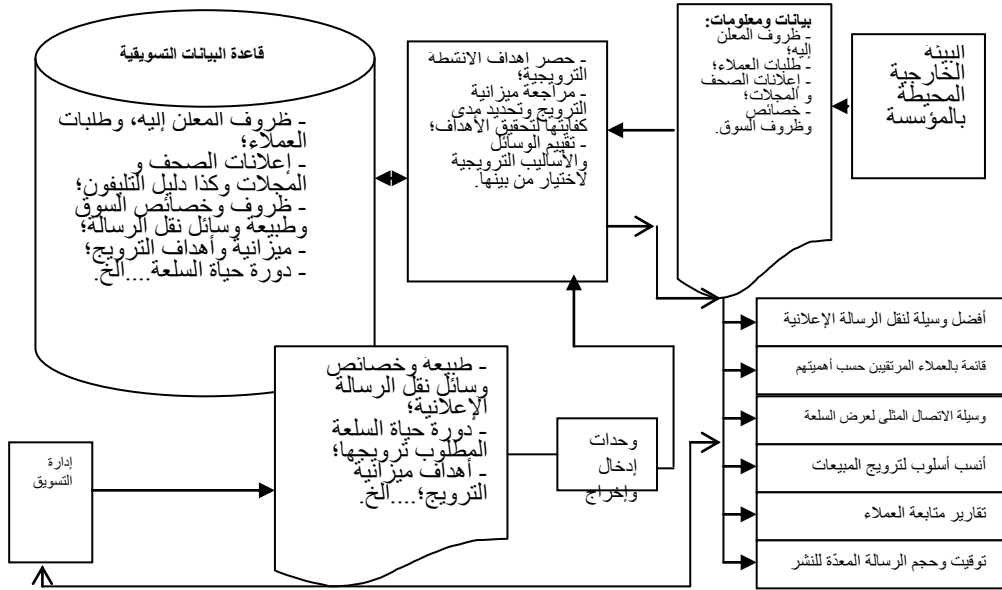 البيئة
الخارجية
المحيطة
بالمؤسسة
بيانات ومعلومات:
- ظروف المعلن
إليه؛
- طلبات العملاء؛
- إعلانات الصحف
و المجلات؛
- خصائص
وظروف السوق.
- حصر اهداف الانشطة
الترويجية؛
- مراجعة ميزانية
الترويج وتحديد مدى
كفايتها لتحقيق الأهداف؛
- تقييم الوسائل
والأساليب الترويجية
لاختيار من بينها.
قاعدة البيانات التسويقية
- ظروف المعلن إليه، وطلبات
العملاء؛
- إعلانات الصحف و
المجلات وكذا دليل التليفون؛
- ظروف وخصائص السوق
وطبيعة وسائل نقل الرسالة؛
- ميزانية وأهداف الترويج؛
- دورة حياة السلعة....الخ.
أفضل وسيلة لنقل الرسالة الإعلانية
قائمة بالعملاء المرتقبين حسب أهميتهم
وسيلة الاتصال المثلى لعرض السلعة
أنسب أسلوب لترويج المبيعات
تقارير متابعة العملاء
توقيت وحجم الرسالة المعدّة للنشر
وحدات
إدخال
وإخراج
- طبيعة وخصائص
وسائل نقل الرسالة
الإعلانية؛
- دورة حياة السلعة
المطلوب ترويجها؛
- أهداف ميزانية
الترويج؛....الخ.
إدارة
التسويق